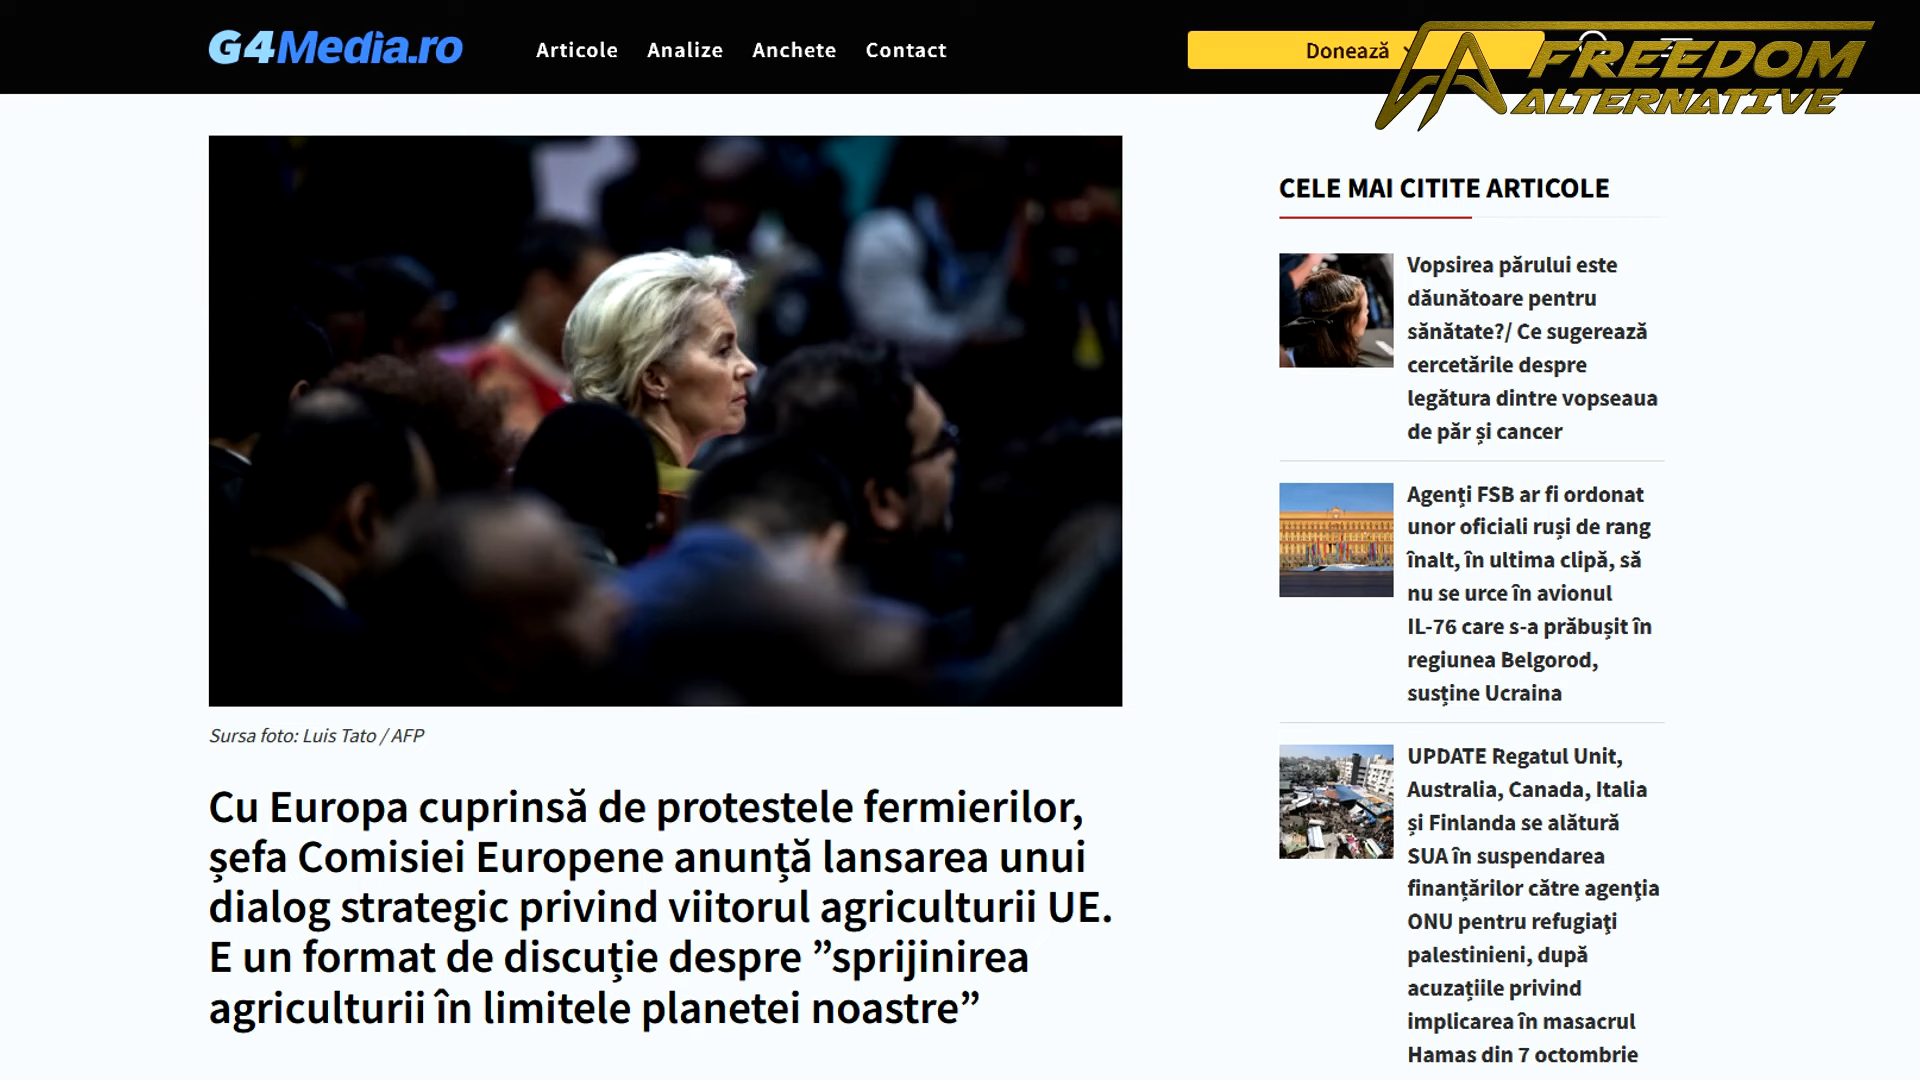 G4Media.ro
Articole
Analize
Anchete
Contact
Donează
FREEDOM
ALTERNATIVE
Sursa foto: Luis Tato / AFP
Cu Europa cuprinsă de protestele fermierilor,
șefa Comisiei Europene anunță lansarea unui
dialog strategic privind viitorul agriculturii UE.
E un format de discuție despre ”sprijinirea
agriculturii în limitele planetei noastre”
CELE MAI CITITE ARTICOLE
Vopsirea părului este
dăunătoare pentru
sănătate?/ Ce sugerează
cercetările despre
legătura dintre vopseaua
de păr și cancer
Agenți FSB ar fi ordonat
unor oficiali ruși de rang
înalt, în ultima clipă, să
nu se urce în avionul
IL-76 care s-a prăbușit în
regiunea Belgorod,
susține Ucraina
UPDATE Regatul Unit,
Australia, Canada, Italia
și Finlanda se alătură
SUA în suspendarea
finanțărilor către agenţia
ONU pentru refugiaţi
palestinieni, după
acuzațiile privind
implicarea în masacrul
Hamas din 7 octombrie